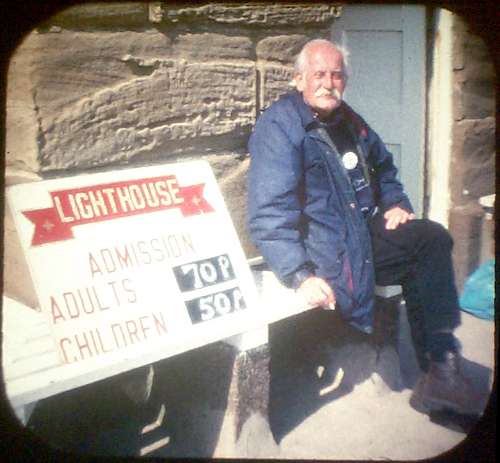 LIGHTHOUSE
ADMISSION
ADULTS 70P
CHILDREN 50P